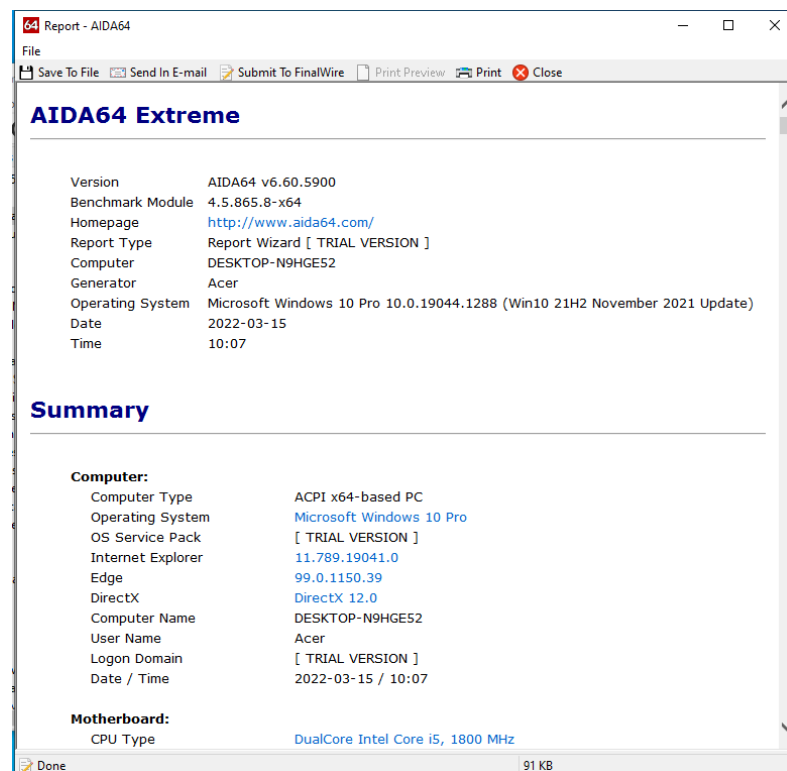 64 Report - AIDA64
File
Save To File Send In E-mail Submit To FinalWire Print Preview Print Close
AIDA64 Extreme
Version AIDA64 v6.60.5900
Benchmark Module 4.5.865.8-x64
Homepage http://www.aida64.com/
Report Type Report Wizard [ TRIAL VERSION ]
Computer DESKTOP-N9HGE52
Generator Acer
Operating System Microsoft Windows 10 Pro 10.0.19044.1288 (Win10 21H2 November 2021 Update)
Date 2022-03-15
Time 10:07
Summary
Computer:
Computer Type ACPI x64-based PC
Operating System Microsoft Windows 10 Pro
OS Service Pack [ TRIAL VERSION ]
Internet Explorer 11.789.19041.0
Edge 99.0.1150.39
DirectX DirectX 12.0
Computer Name DESKTOP-N9HGE52
User Name Acer
Logon Domain [ TRIAL VERSION ]
Date / Time 2022-03-15 / 10:07
Motherboard:
CPU Type DualCore Intel Core i5, 1800 MHz
Done 91 KB